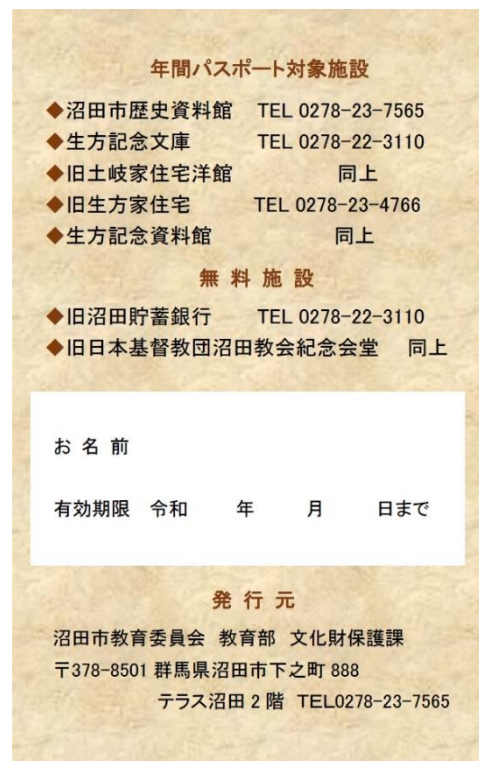 年間パスポート対象施設
◆沼田市歴史資料館 TEL 0278-23-7565
◆生方記念文庫 TEL 0278-22-3110
◆旧土岐家住宅洋館 同上
◆旧生方家住宅 TEL 0278-23-4766
◆生方記念資料館 同上
無料施設
◆旧沼田貯蓄銀行 TEL 0278-22-3110
◆旧日本基督教団沼田教会紀念会堂 同上
お名前
有効期限 令和 年 月 日まで
発行元
沼田市教育委員会 教育部 文化財保護課
〒378-8501 群馬県沼田市下之町 888
テラス沼田 2 階 TEL0278-23-7565